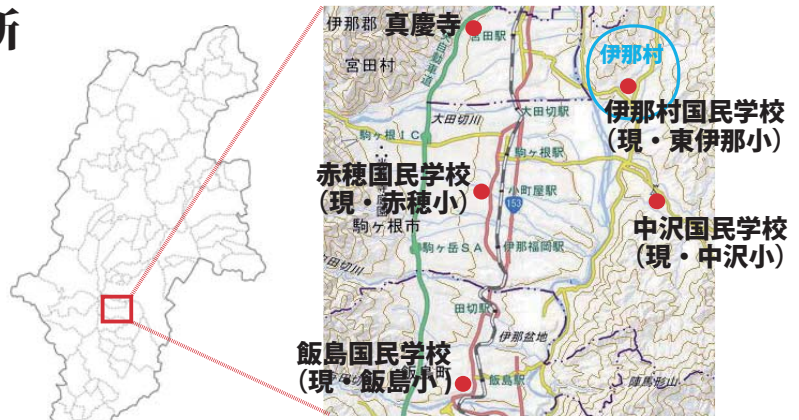 所
伊那郡
真慶寺
宮田駅
宮田村
伊那村
伊那村国民学校
(現・東伊那小)
大田切川
大田切駅
駒ヶ根IC
駒ヶ根駅
赤穂国民学校
(現・赤穂小)
小町屋駅
153
駒ヶ根市
中沢国民学校
(現・中沢小)
駒ヶ岳SA
伊那福岡駅
田切駅
伊那盆地
飯島国民学校
(現・飯島小)
飯島町
飯島駅
陣馬形山